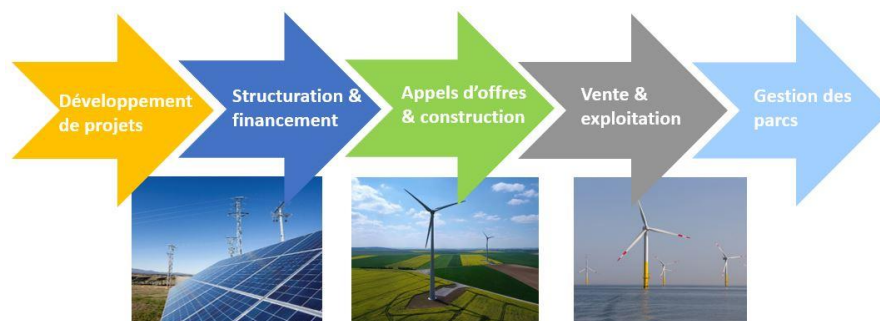 Développement
de projets
Structuration &
financement
Appels d’offres
& construction
Vente &
exploitation
Gestion des
parcs